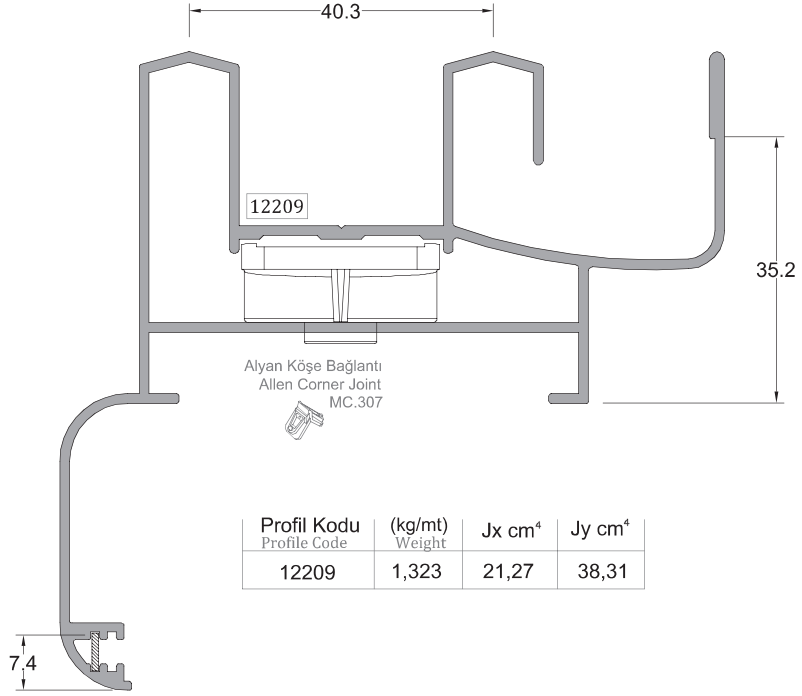 40.3
12209
35.2
Alyan Köşe Bağlantı
Allen Corner Joint
MC.307
Profil Kodu (kg/mt) Jx cm⁴ Jy cm⁴
Profile Code Weight
12209 1,323 21,27 38,31
7.4